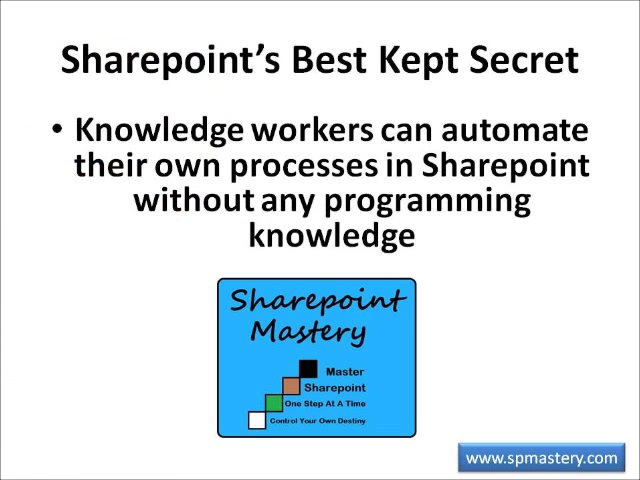 Sharepoint's Best Kept Secret
• Knowledge workers can automate
their own processes in Sharepoint
without any programming
knowledge
Sharepoint
Mastery
Master
Sharepoint
One Step At A Time
Control Your Own Destiny
www.spmastery.com